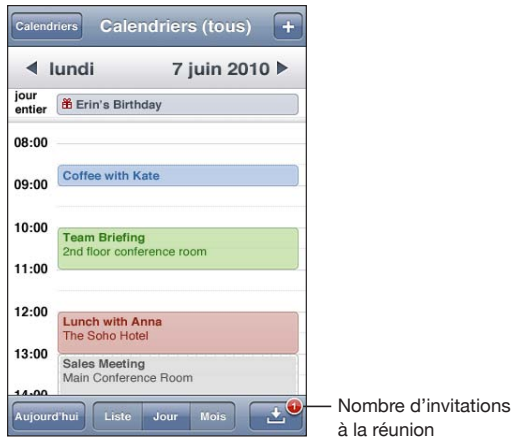 Calendriers
Calendriers (tous)
+
lundi
7 juin 2010
jour
entier
Erin's Birthday
08:00
Coffee with Kate
09:00
10:00
Team Briefing
2nd floor conference room
11:00
12:00
Lunch with Anna
The Soho Hotel
13:00
Sales Meeting
Main Conference Room
14:00
Aujourd'hui
Liste
Jour
Mois
1
Nombre d'invitations
à la réunion